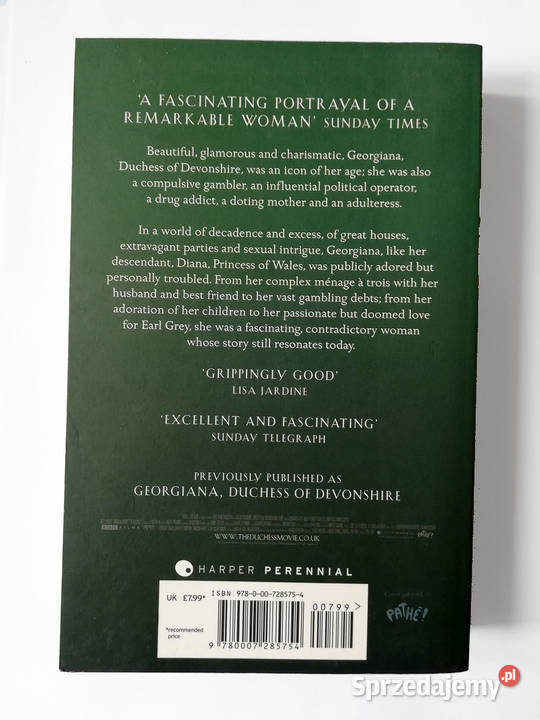 ‘A FASCINATING PORTRAYAL OF A
REMARKABLE WOMAN’ SUNDAY TIMES
Beautiful, glamorous and charismatic, Georgiana,
Duchess of Devonshire, was an icon of her age; she was also
a compulsive gambler, an influential political operator,
a drug addict, a doting mother and an adulteress.
In a world of decadence and excess, of great houses,
extravagant parties and sexual intrigue, Georgiana, like her
descendant, Diana, Princess of Wales, was publicly adored but
personally troubled. From her complex ménage à trois with her
husband and best friend to her vast gambling debts; from her
adoration of her children to her passionate but doomed love
for Earl Grey, she was a fascinating, contradictory woman
whose story still resonates today.
‘GRIPPINGLY GOOD’
LISA JARDINE
‘EXCELLENT AND FASCINATING’
SUNDAY TELEGRAPH
PREVIOUSLY PUBLISHED AS
GEORGIANA, DUCHESS OF DEVONSHIRE
BBC FILMS
WWW.THEDUCHESSMOVIE.CO.UK
HARPER PERENNIAL
UK £7.99*
*recommended
price
ISBN 978-0-00-728575-4
00799 >
9 780007 285754
PATHÉ!
Sprzedajemy.pl